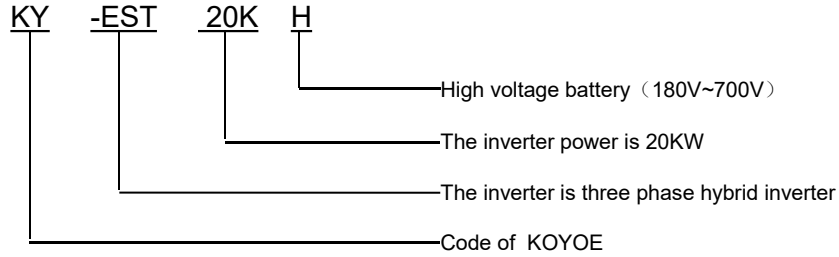 KY -EST 20K H
High voltage battery（180V~700V）
The inverter power is 20KW
The inverter is three phase hybrid inverter
Code of KOYOE